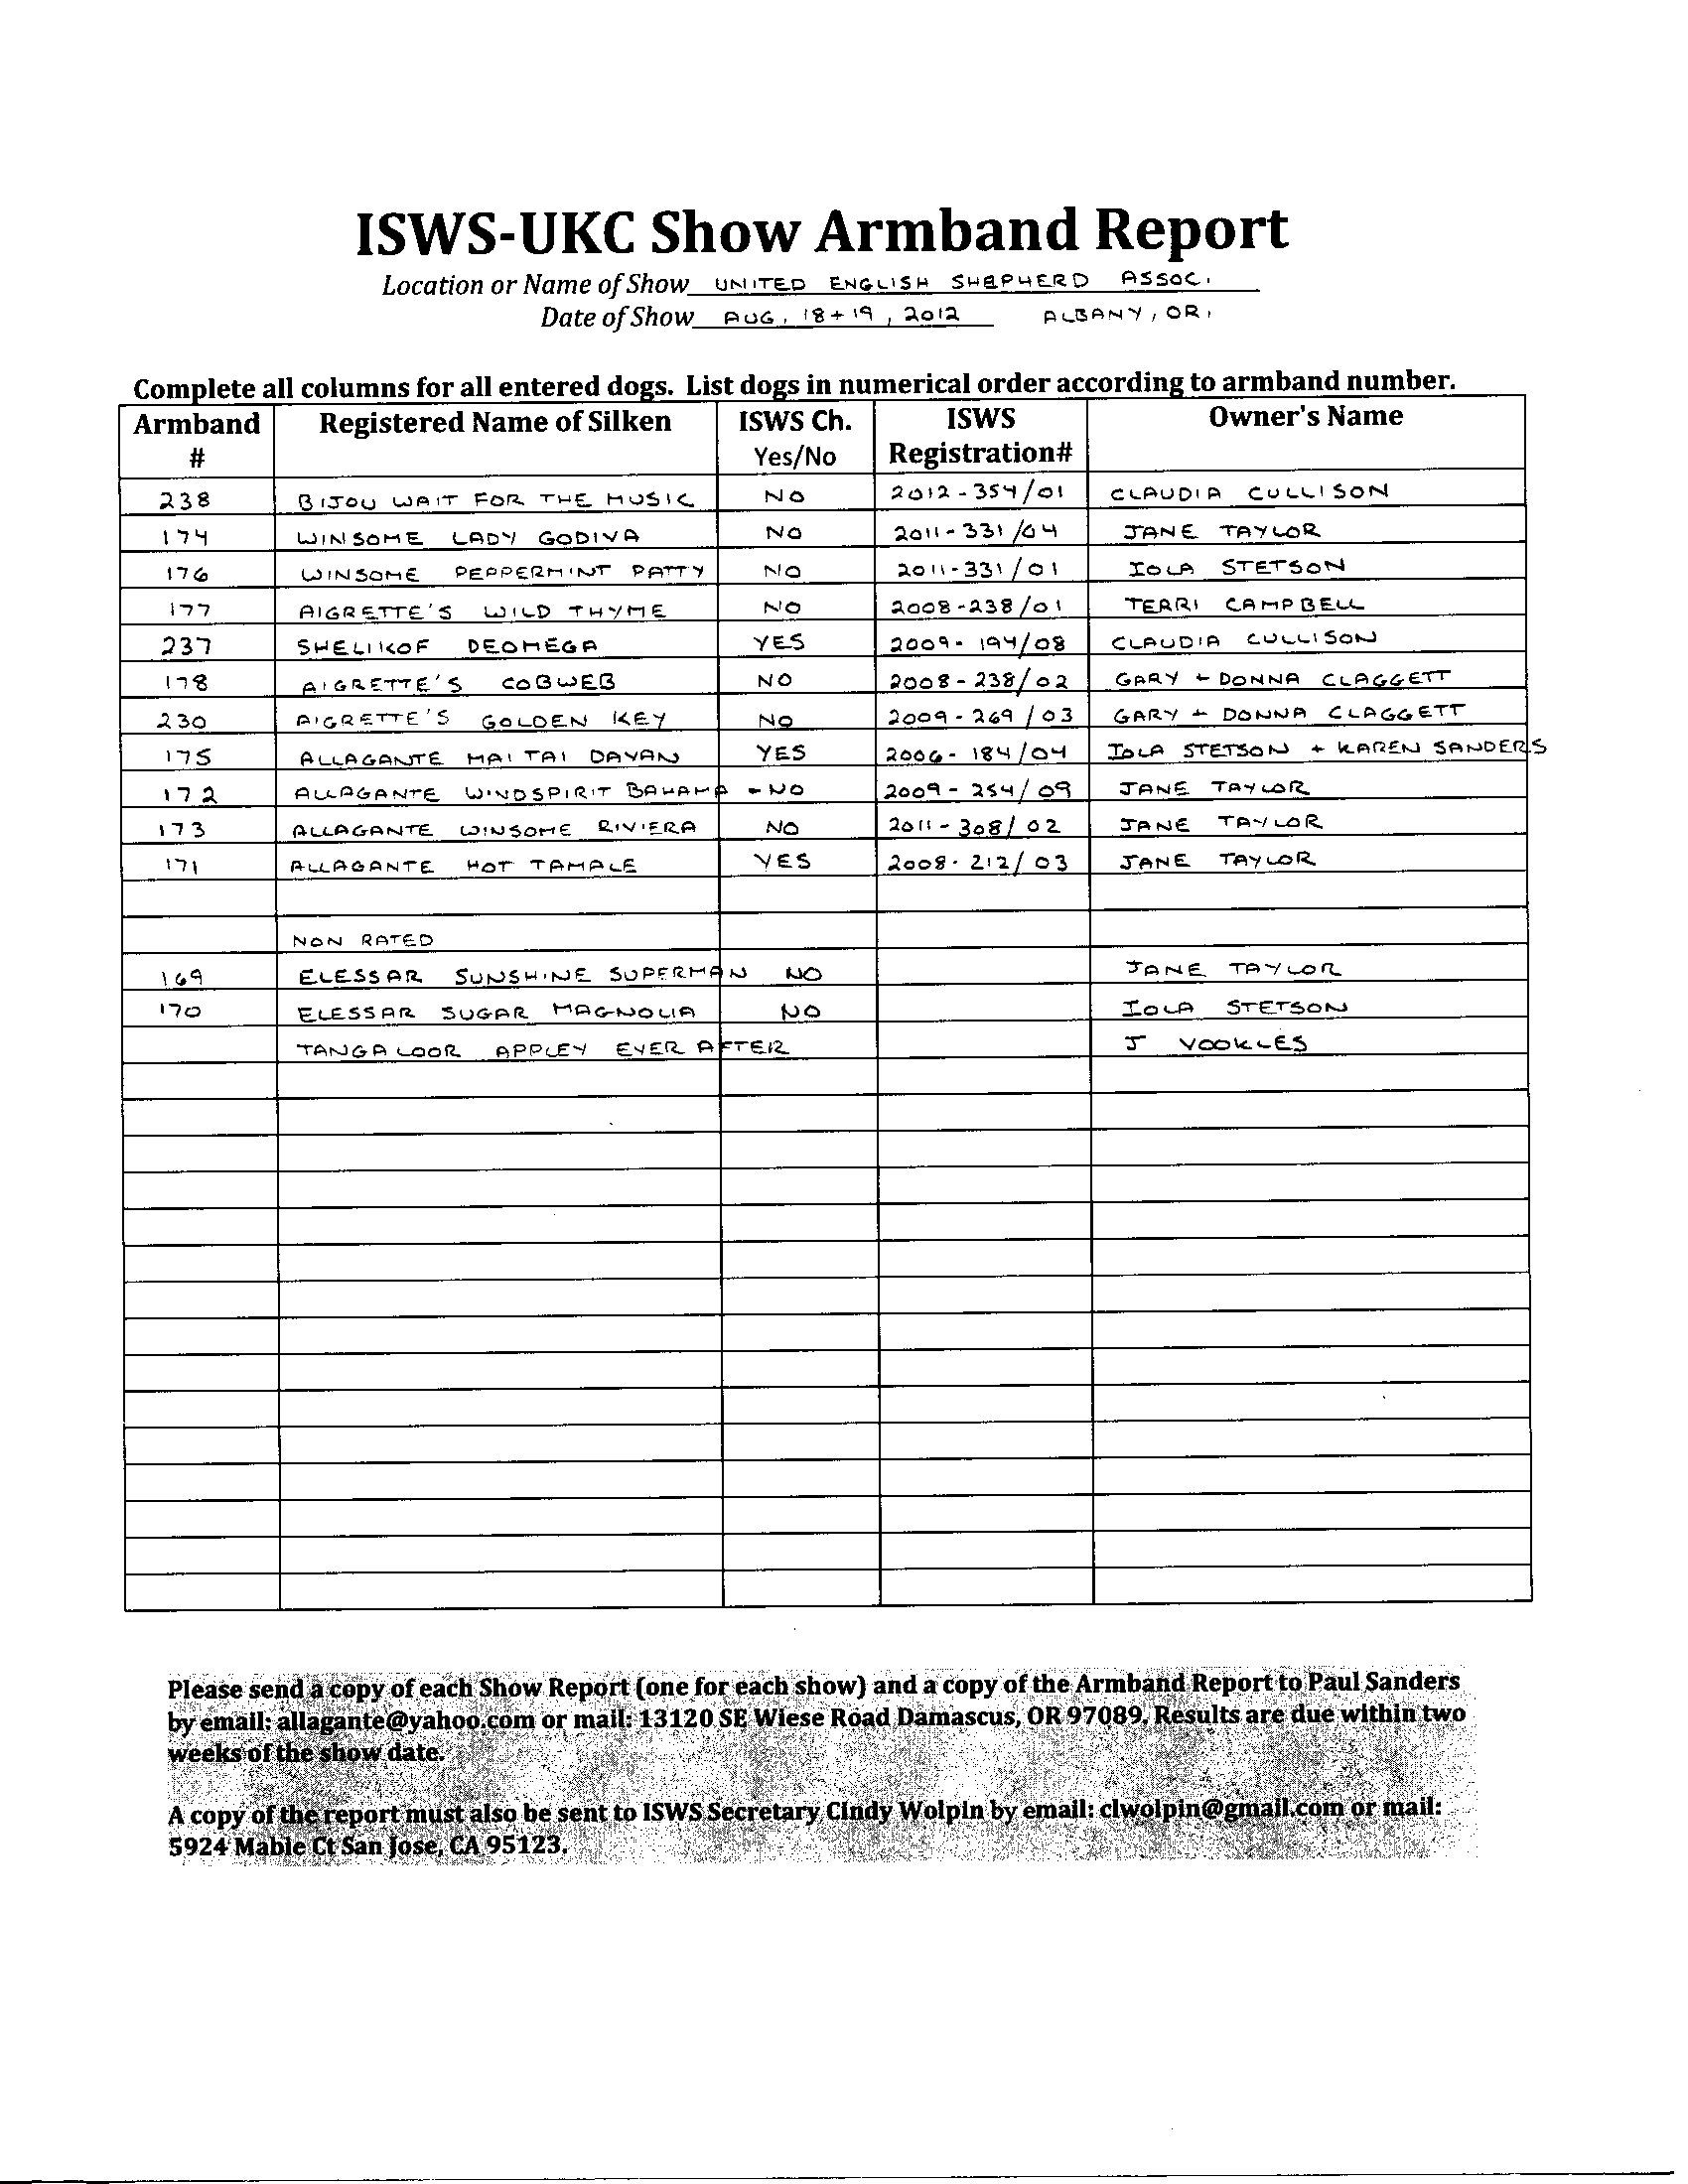 ISWS-UKC Show Armband Report
Location or Name of Show UNITED ENGLISH SHEPHERD ASSOC.
Date of Show AUG. 18+19, 2012 ALBANY, OR.
Complete all columns for all entered dogs. List dogs in numerical order according to armband number.
Armband # Registered Name of Silken ISWS Ch. Yes/No ISWS Registration# Owner's Name
238 BIJOU WAIT FOR THE MUSIC NO 2012-354/01 CLAUDIA CULLISON
174 WINSOME LADY GODIVA NO 2011-331/04 JANE TAYLOR
176 WINSOME PEPPERMINT PATTY NO 2011-331/01 IOLA STETSON
177 AIGRETTE'S WILD THYME NO 2008-238/01 TERRI CAMPBELL
237 SHELIKOF DEOMEGA YES 2009-194/08 CLAUDIA CULLISON
178 AIGRETTE'S COBWEB NO 2008-238/02 GARY + DONNA CLAGGETT
230 AIGRETTE'S GOLDEN KEY NO 2009-269/03 GARY + DONNA CLAGGETT
175 ALLAGANTE MAI TAI DAYAN YES 2006-184/04 IOLA STETSON + KAREN SANDERS
172 ALLAGANTE WINDSPIRIT BAHAMA - NO 2009-254/09 JANE TAYLOR
173 ALLAGANTE WINSOME RIVIERA NO 2011-308/02 JANE TAYLOR
171 ALLAGANTE HOT TAMALE YES 2008-212/03 JANE TAYLOR
NON RATED
169 ELESSAR SUNSHINE SUPERMAN NO JANE TAYLOR
170 ELESSAR SUGAR MAGNOLIA NO IOLA STETSON
TANGALOOR APPLEY EVER AFTER J VOOKLES
Please send a copy of each Show Report (one for each show) and a copy of the Armband Report to Paul Sanders
by email: allagante@yahoo.com or mail: 13120 SE Wiese Road Damascus, OR 97089. Results are due within two
weeks of the show date.
A copy of the report must also be sent to ISWS Secretary Cindy Wolpin by email: clwolpin@gmail.com or mail:
5924 Mable Ct San Jose, CA 95123.